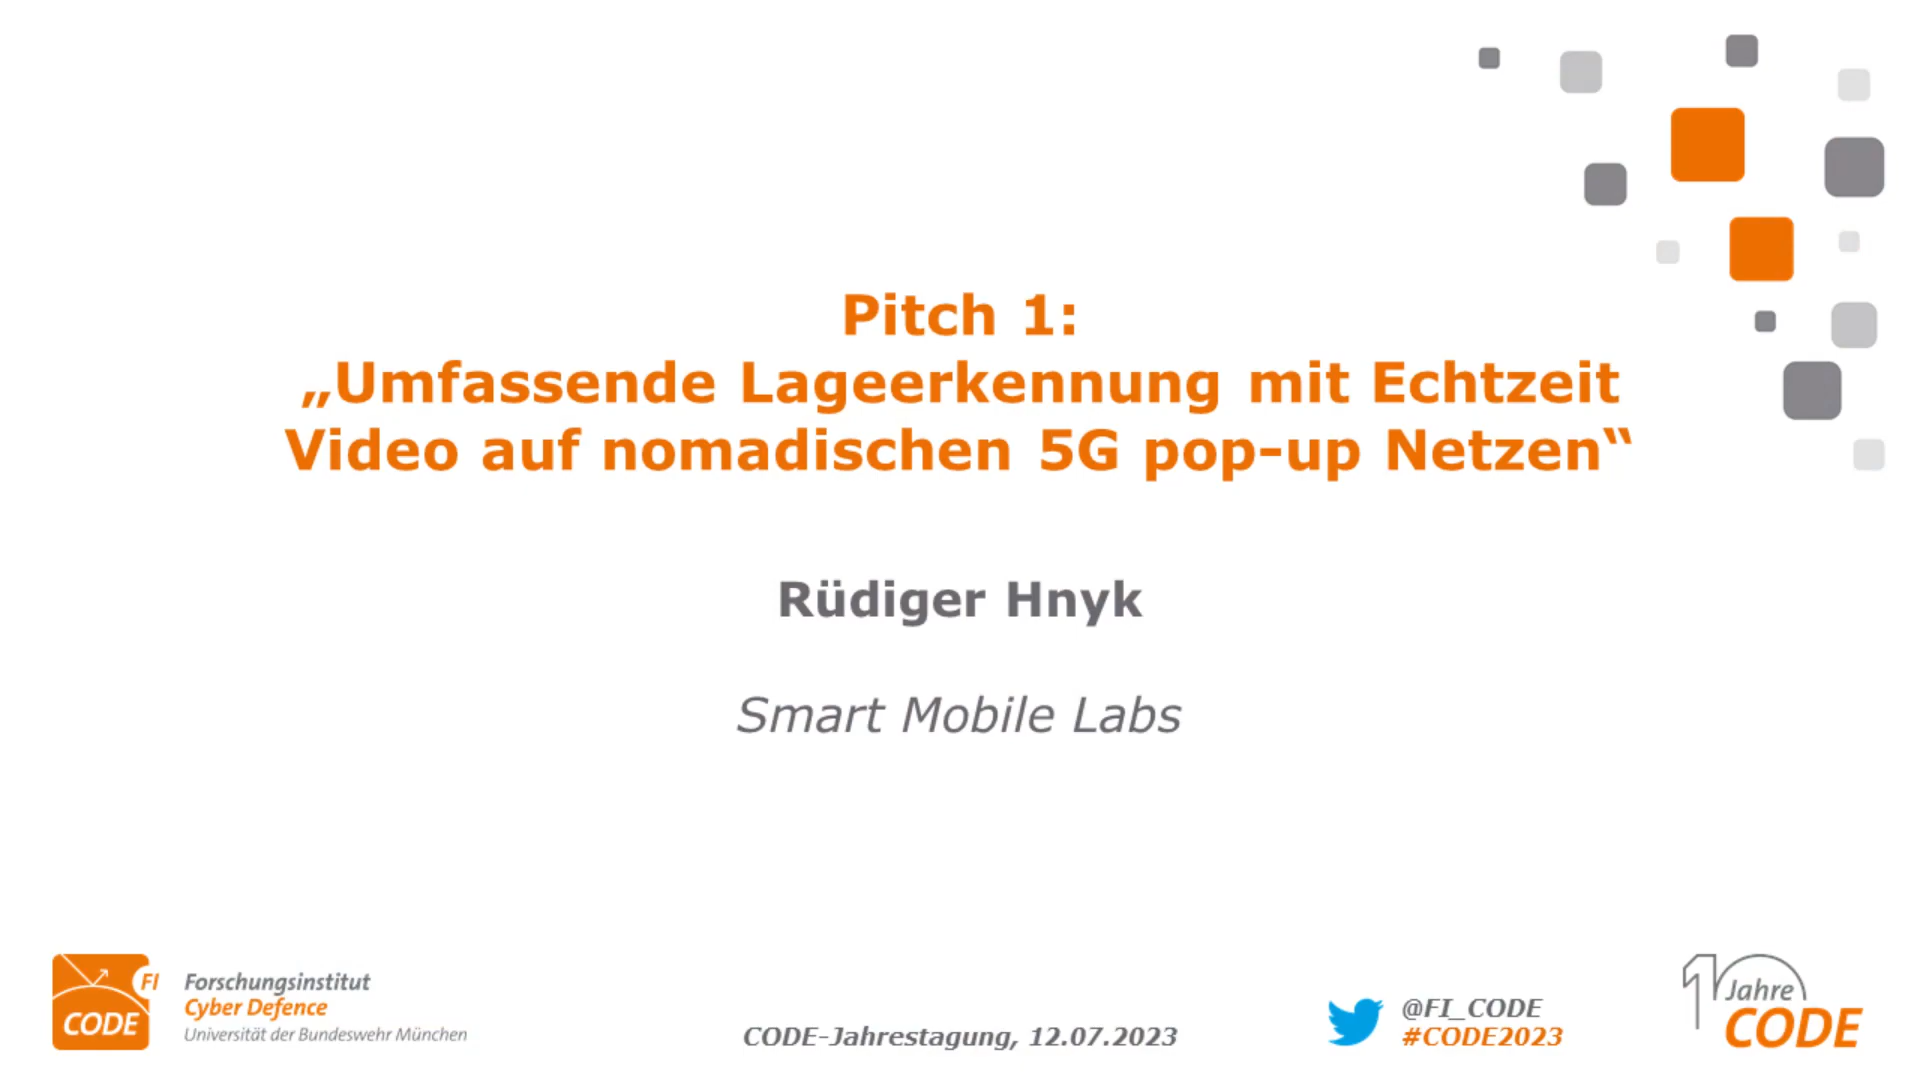 Pitch 1:
„Umfassende Lageerkennung mit Echtzeit
Video auf nomadischen 5G pop-up Netzen“
Rüdiger Hnyk
Smart Mobile Labs
FI
CODE
Forschungsinstitut
Cyber Defence
Universität der Bundeswehr München
CODE-Jahrestagung, 12.07.2023
@FI_CODE
#CODE2023
10 Jahre
CODE